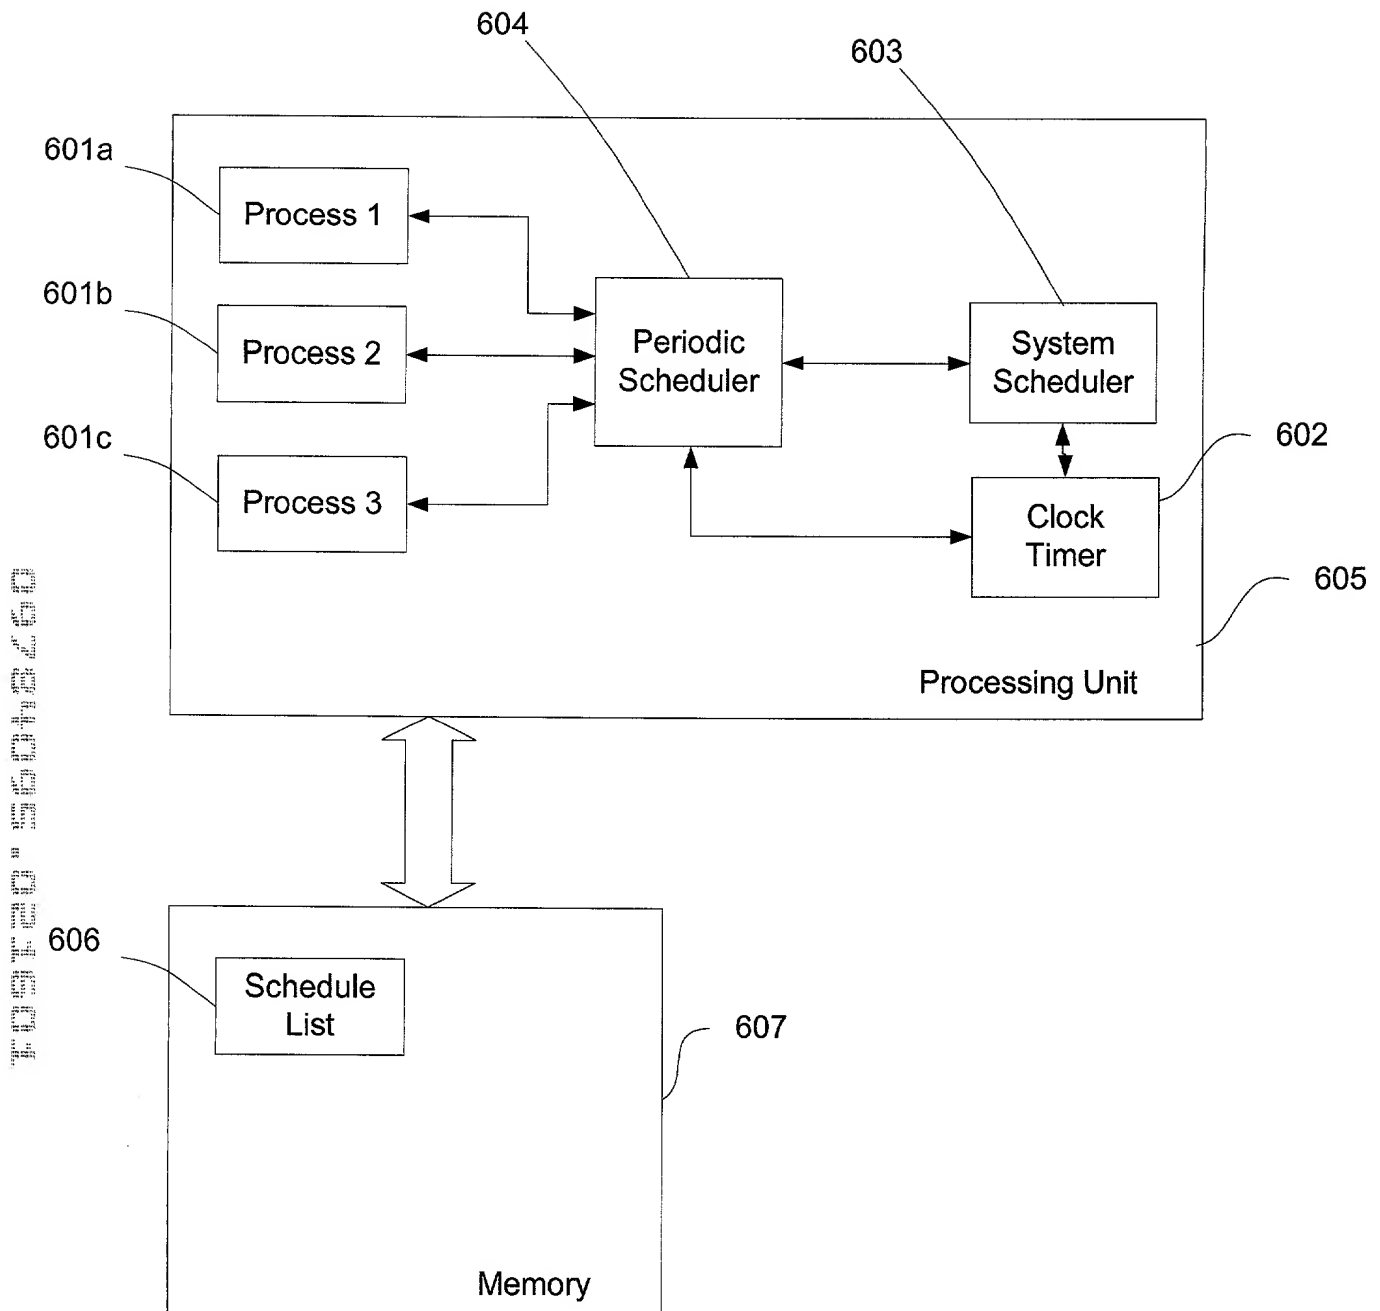 604
603
601a
Process 1
601b
Process 2
Periodic
Scheduler
System
Scheduler
601c
Process 3
602
Clock
Timer
605
Processing Unit
606
Schedule
List
607
Memory